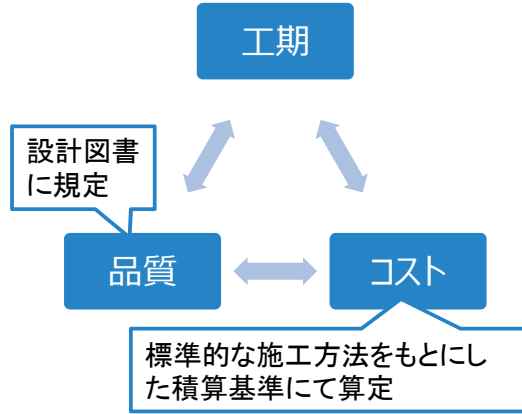 工期
設計図書
に規定
品質
コスト
標準的な施工方法をもとにし
た積算基準にて算定